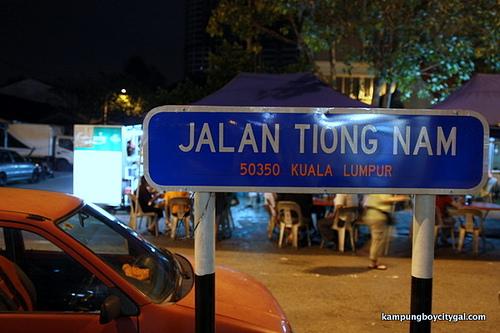 JALAN TIONG NAM
50350 KUALA LUMPUR
kampungboycitygal.com